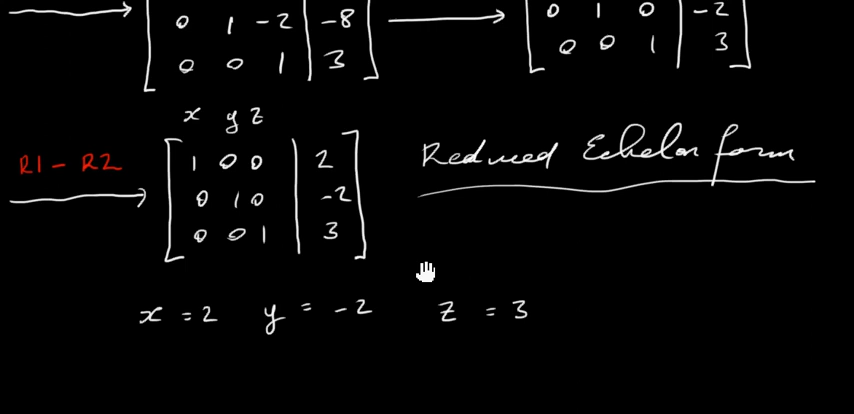 0 1 -2 | -8 0 1 0 | -2
0 0 1 | 3 0 0 1 | 3
x y z
R1 - R2 1 0 0 | 2 Reduced Echelon form
0 1 0 | -2
0 0 1 | 3
x = 2 y = -2 z = 3